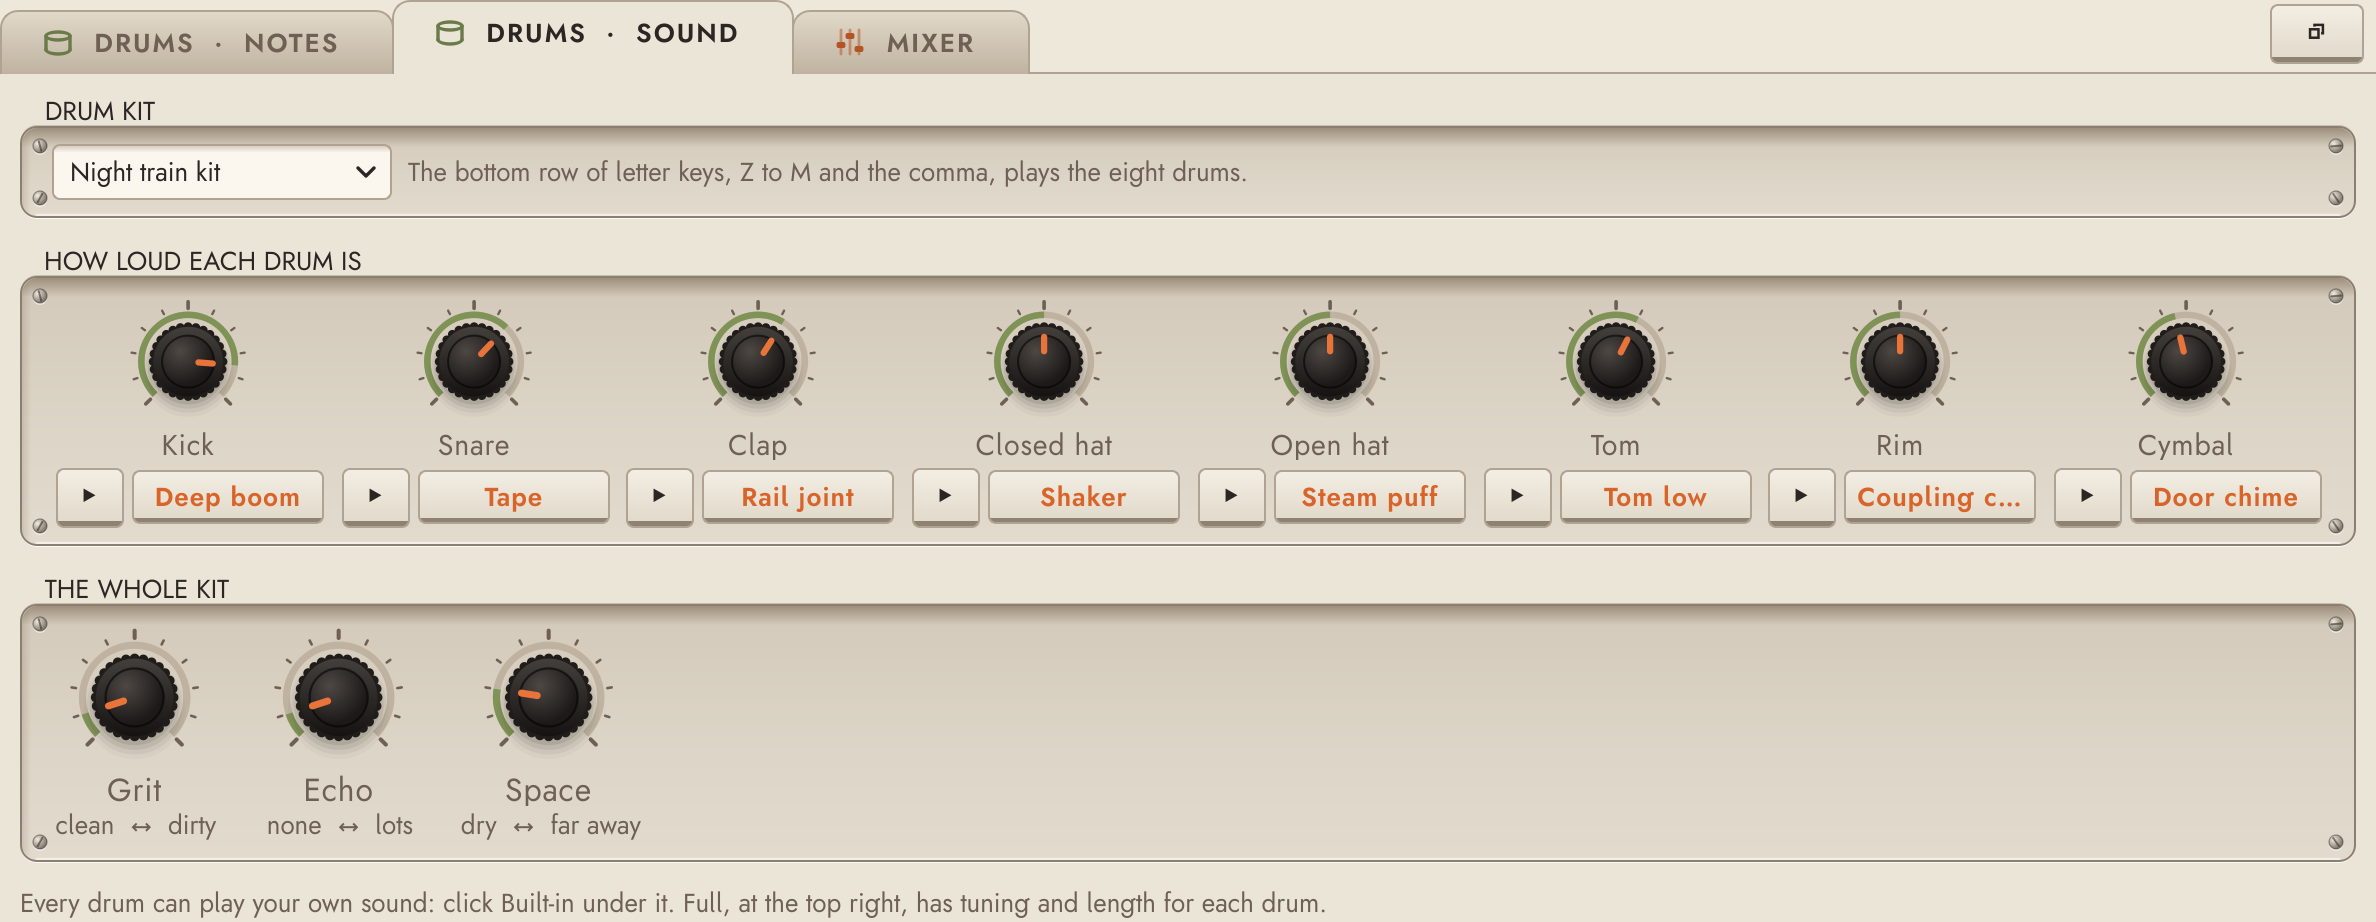 DRUMS · NOTES
DRUMS · SOUND
MIXER
DRUM KIT
Night train kit
The bottom row of letter keys, Z to M and the comma, plays the eight drums.
HOW LOUD EACH DRUM IS
Kick
Snare
Clap
Closed hat
Open hat
Tom
Rim
Cymbal
Deep boom
Tape
Rail joint
Shaker
Steam puff
Tom low
Coupling c...
Door chime
THE WHOLE KIT
Grit
Echo
Space
clean ↔ dirty
none ↔ lots
dry ↔ far away
Every drum can play your own sound: click Built-in under it. Full, at the top right, has tuning and length for each drum.